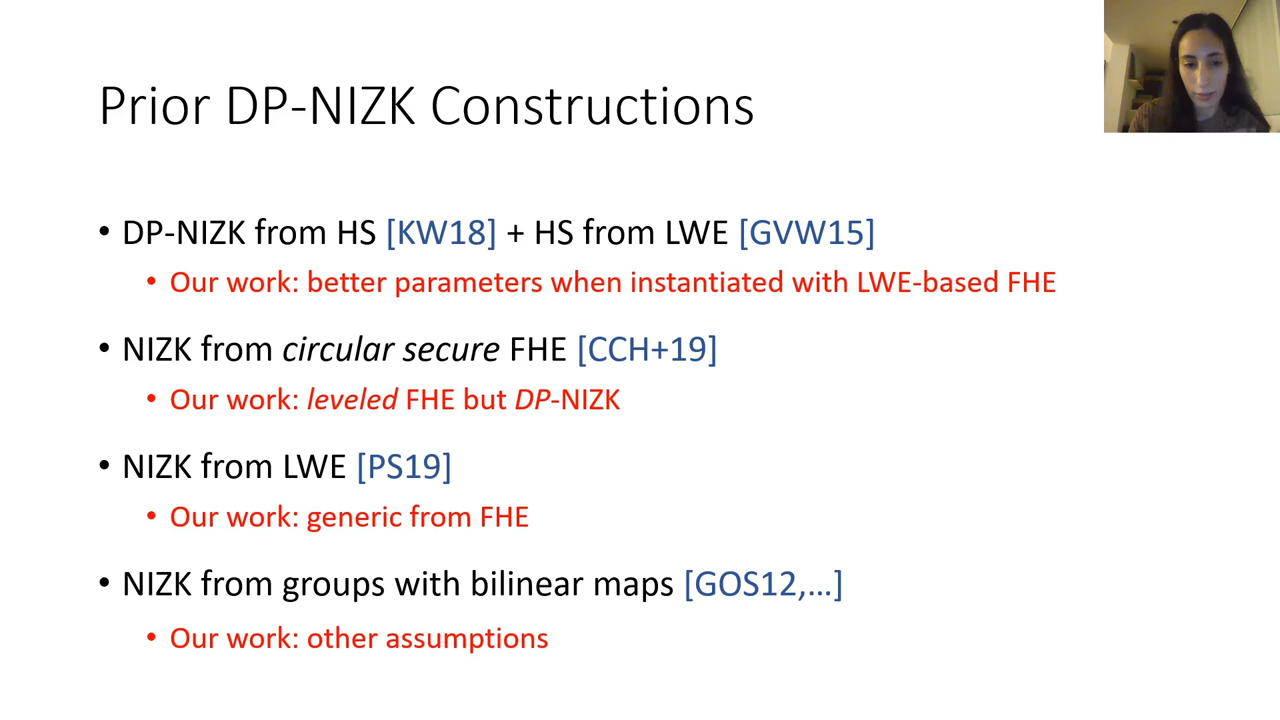 Prior DP-NIZK Constructions
• DP-NIZK from HS [KW18] + HS from LWE [GVW15]
• Our work: better parameters when instantiated with LWE-based FHE
• NIZK from circular secure FHE [CCH+19]
• Our work: leveled FHE but DP-NIZK
• NIZK from LWE [PS19]
• Our work: generic from FHE
• NIZK from groups with bilinear maps [GOS12,…]
• Our work: other assumptions